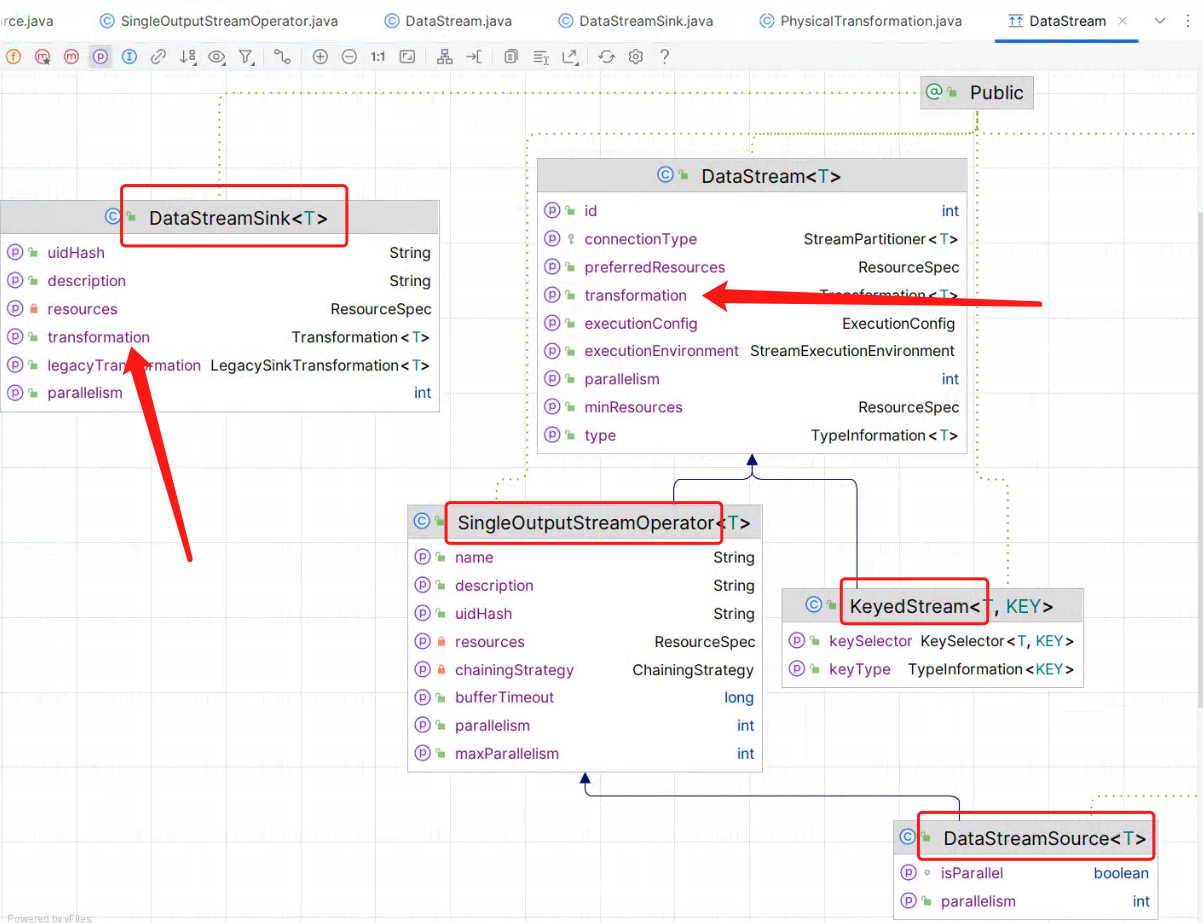 rce.java
SingleOutputStreamOperator.java
DataStream.java
DataStreamSink.java
PhysicalTransformation.java
DataStream
1:1
Public
DataStream<T>
id int
connectionType StreamPartitioner<T>
preferredResources ResourceSpec
transformation Transformation<T>
executionConfig ExecutionConfig
executionEnvironment StreamExecutionEnvironment
parallelism int
minResources ResourceSpec
type TypeInformation<T>
DataStreamSink<T>
uidHash String
description String
resources ResourceSpec
transformation Transformation<T>
legacyTransformation LegacySinkTransformation<T>
parallelism int
SingleOutputStreamOperator<T>
name String
description String
uidHash String
resources ResourceSpec
chainingStrategy ChainingStrategy
bufferTimeout long
parallelism int
maxParallelism int
KeyedStream<T, KEY>
keySelector KeySelector<T, KEY>
keyType TypeInformation<KEY>
DataStreamSource<T>
isParallel boolean
parallelism int
Powered by yFiles